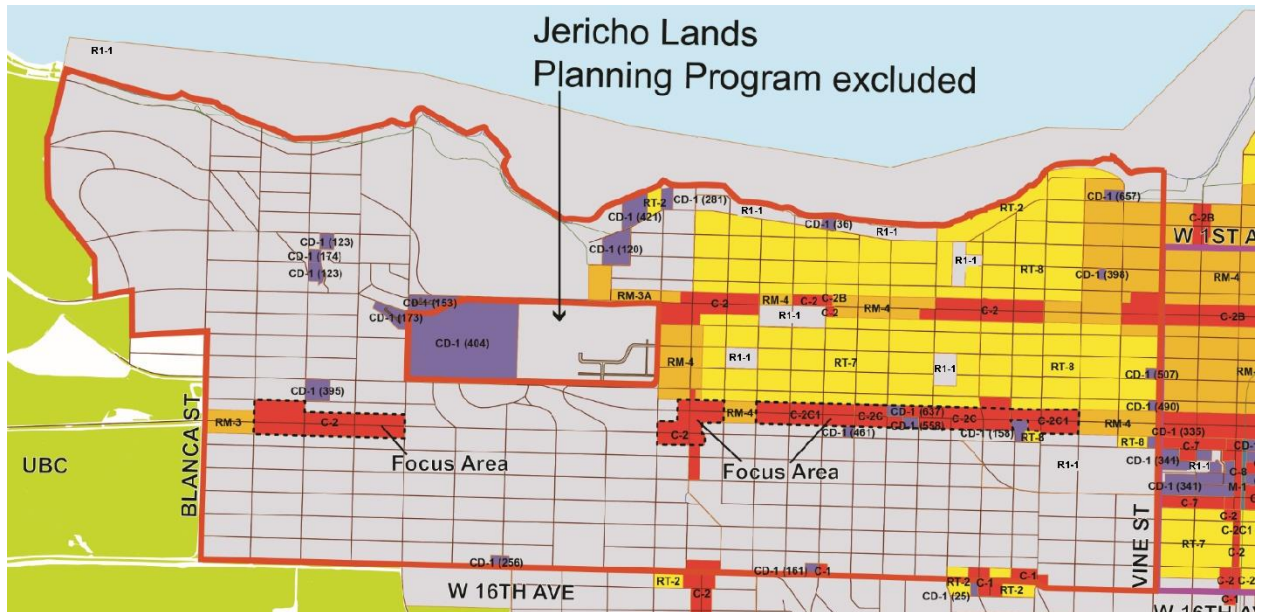 Jericho Lands
Planning Program excluded
R1-1
RT-2
CD-1 (281)
CD-1 (421)
R1-1
CD-1 (36)
R1-1
RT-2
CD-1 (657)
C-2B
W 1ST A
CD-1 (123)
CD-1 (174)
CD-1 (123)
CD-1 (120)
R1-1
RT-8
CD-1 (398)
RM-4
CD-1 (153)
CD-1 (173)
RM-3A
C-2
RM-4
C-2
C-2B
C-2
RM-4
C-2
C-2B
R1-1
CD-1 (404)
RM-4
R1-1
RT-7
R1-1
RT-8
CD-1 (507)
RM-4
CD-1 (395)
CD-1 (490)
RM-3
C-2
RM-4
C-2C1
C-2C
CD-1 (637)
CD-1 (558)
C-2C
C-2C1
RM-4
C-2
CD-1 (461)
CD-1 (158)
RT-8
RT-8
CD-1 (335)
C-7
CD-
UBC
BLANCA ST
Focus Area
Focus Area
R1-1
CD-1 (341)
R1-1
C-8
CD-1 (341)
M-1
C-7
C-2
C-2C1
RT-7
C-2
VINE ST
CD-1 (256)
W 16TH AVE
RT-2
C-2
CD-1 (161)
C-1
RT-2
C-1
C-1
RT-2
CD-1 (25)
C-2
C-2
C-1
W 16TH AVE